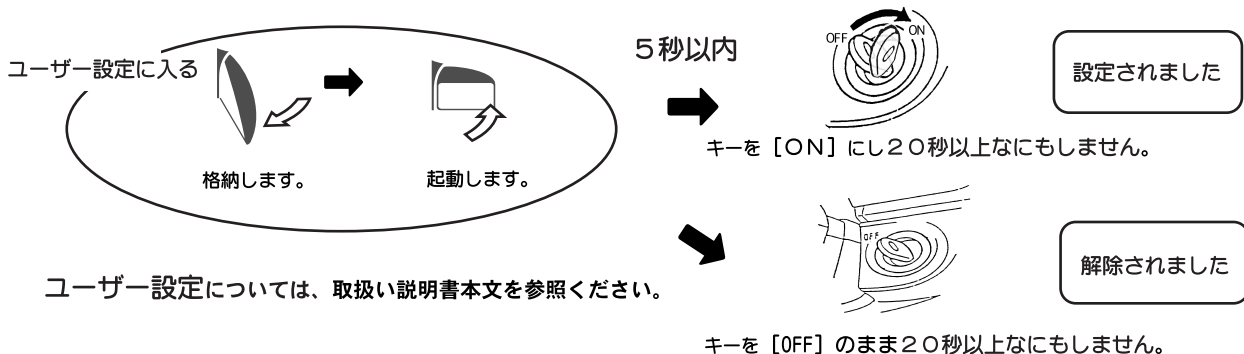 ユーザー設定に入る
格納します。
起動します。
5秒以内
OFF
ON
キーを［ON］にし20秒以上なにもしません。
設定されました
OFF
キーを［OFF］のまま20秒以上なにもしません。
解除されました
ユーザー設定については、取扱い説明書本文を参照ください。